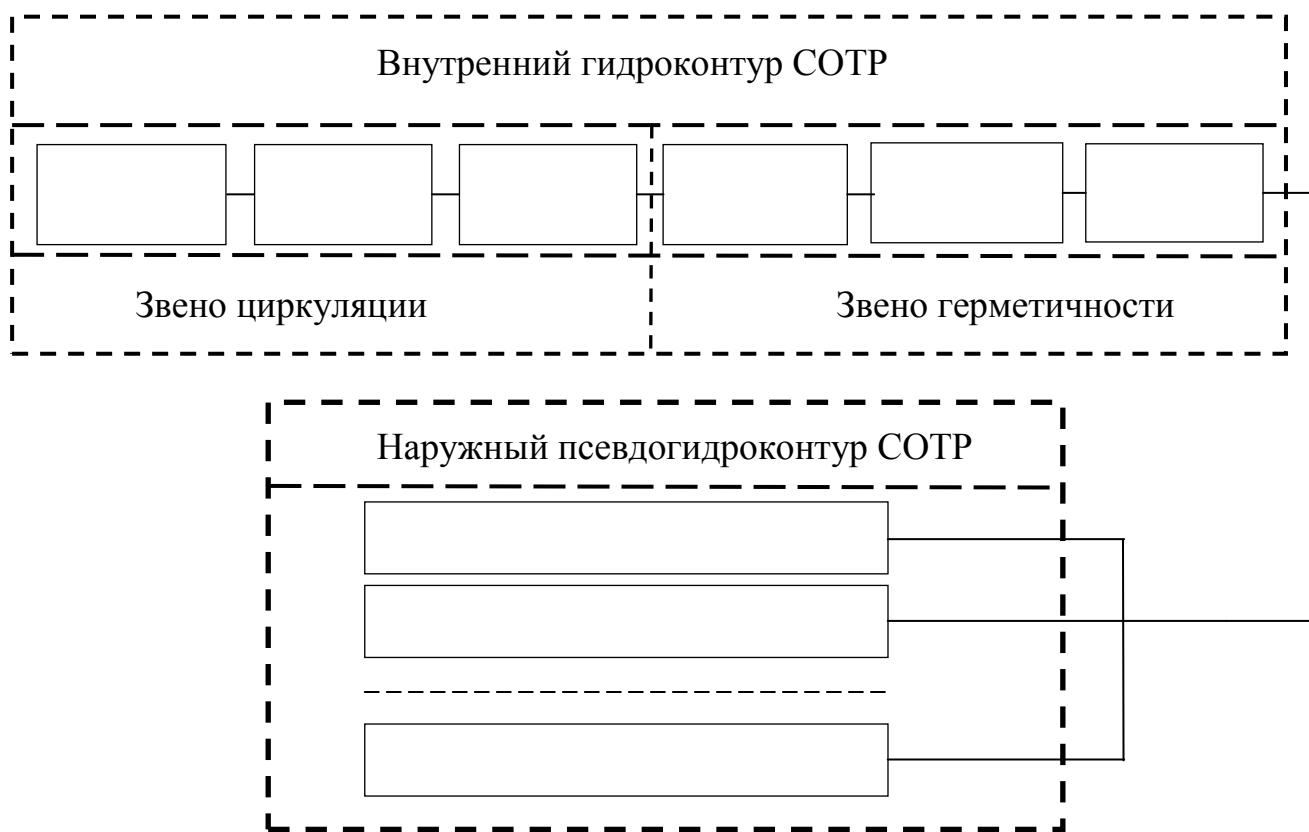 Внутренний гидроконтур СОТР
Звено циркуляции
Звено герметичности
Наружный псевдогидроконтур СОТР